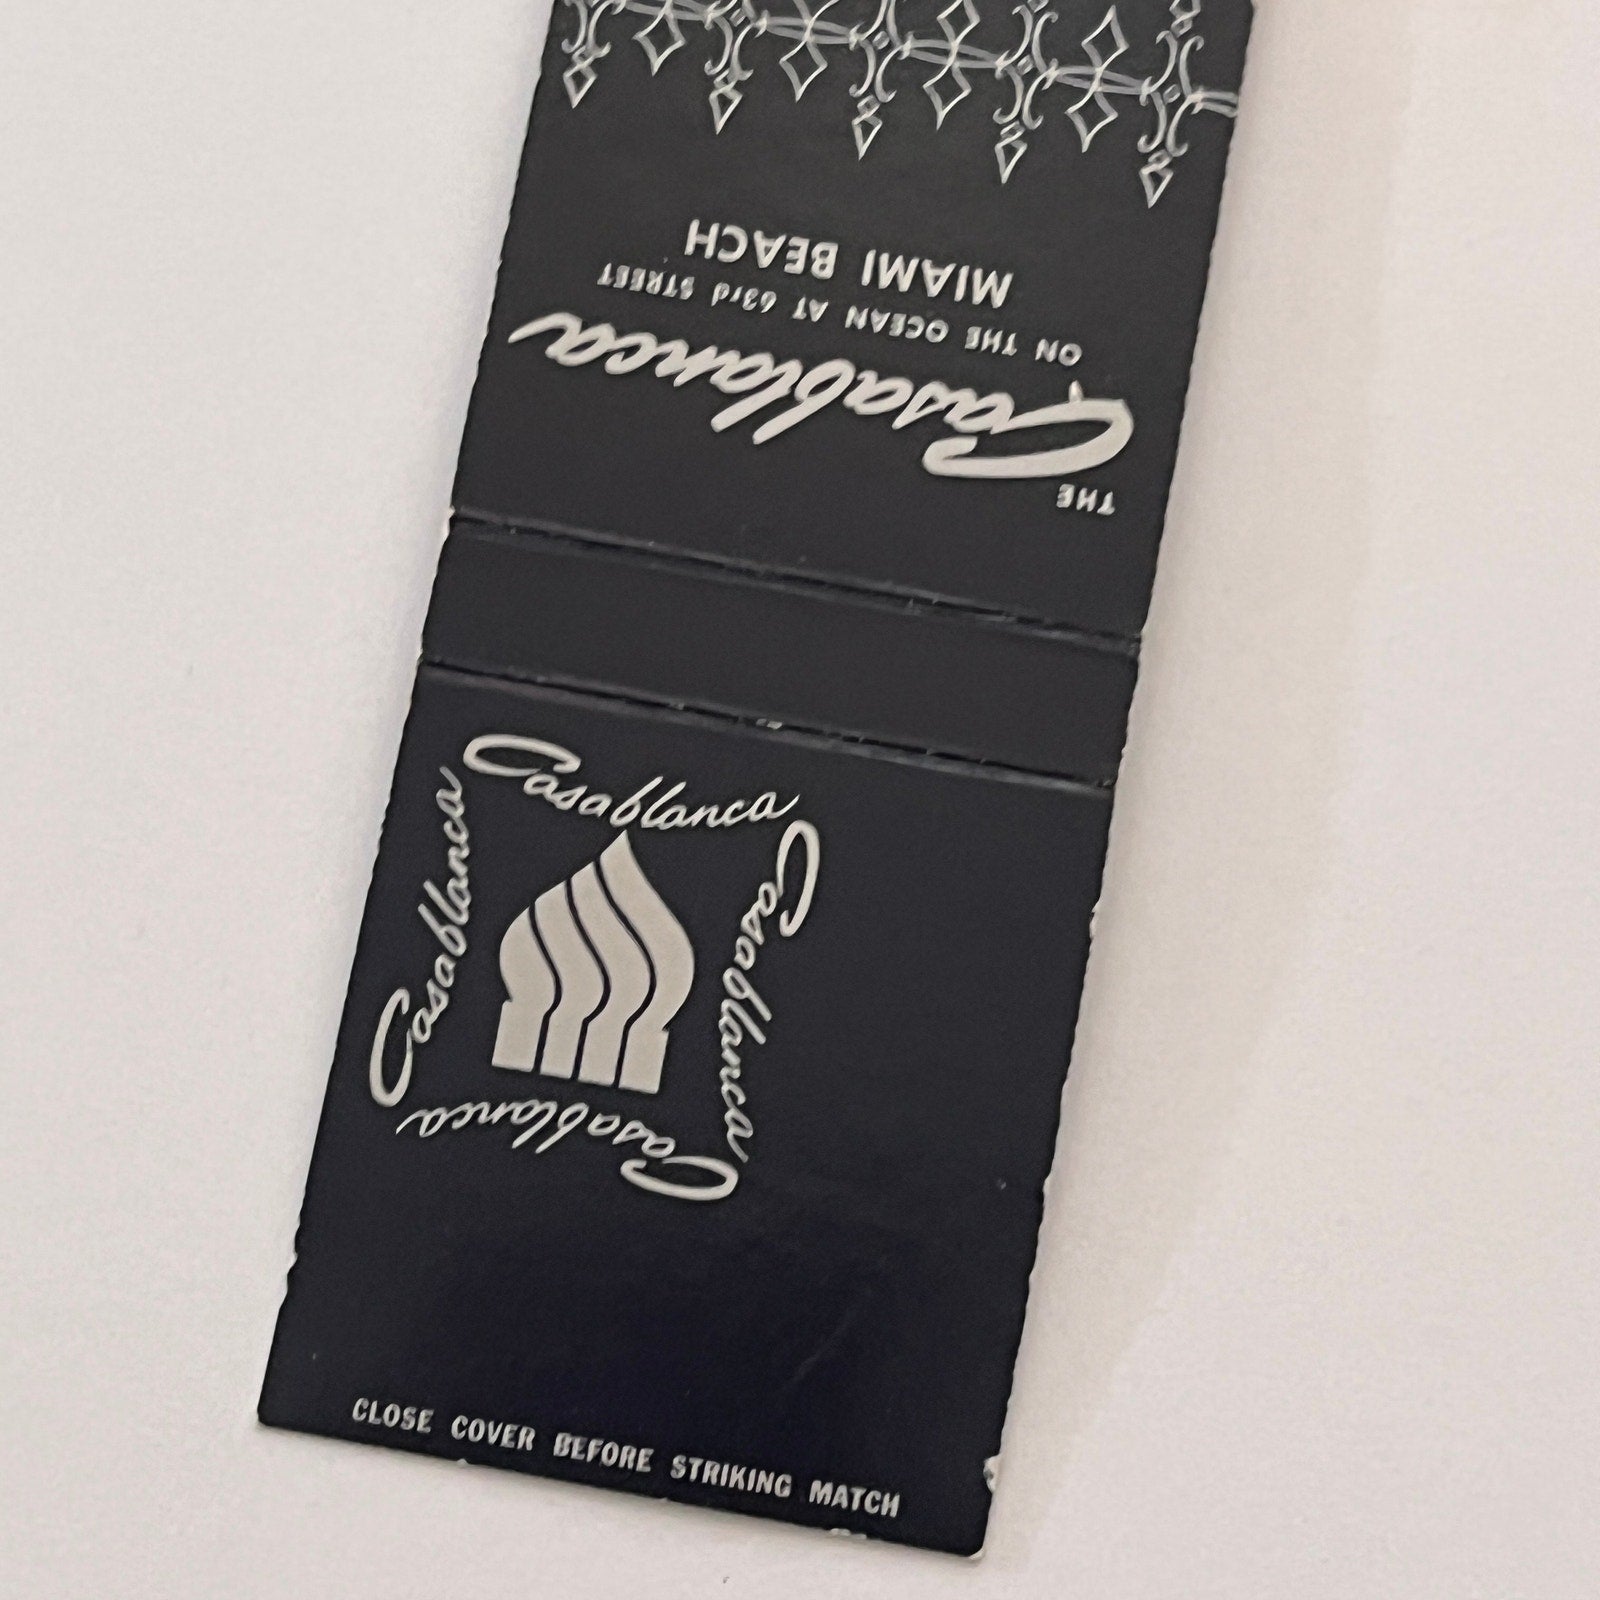 THE
Casablanca
ON THE OCEAN AT 63rd STREET
MIAMI BEACH
Casablanca
Casablanca
Casablanca
Casablanca
CLOSE COVER BEFORE STRIKING MATCH